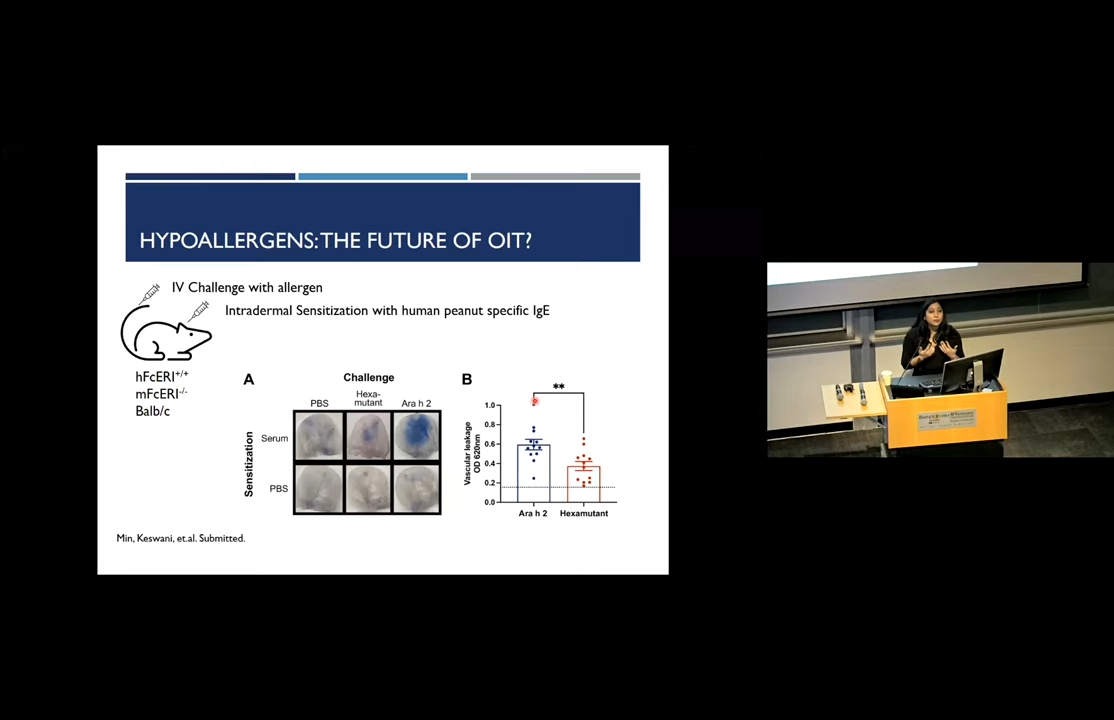 HYPOALLERGENS: THE FUTURE OF OIT?
IV Challenge with allergen
Intradermal Sensitization with human peanut specific IgE
hFcERI+/+
mFcERI-/-
Balb/c
A
Challenge
PBS
Hexa-
mutant
Ara h 2
Sensitization
Serum
PBS
B
**
Vascular leakage
OD 620nm
1.0
0.8
0.6
0.4
0.2
0.0
Ara h 2
Hexamutant
Min, Keswani, et.al. Submitted.